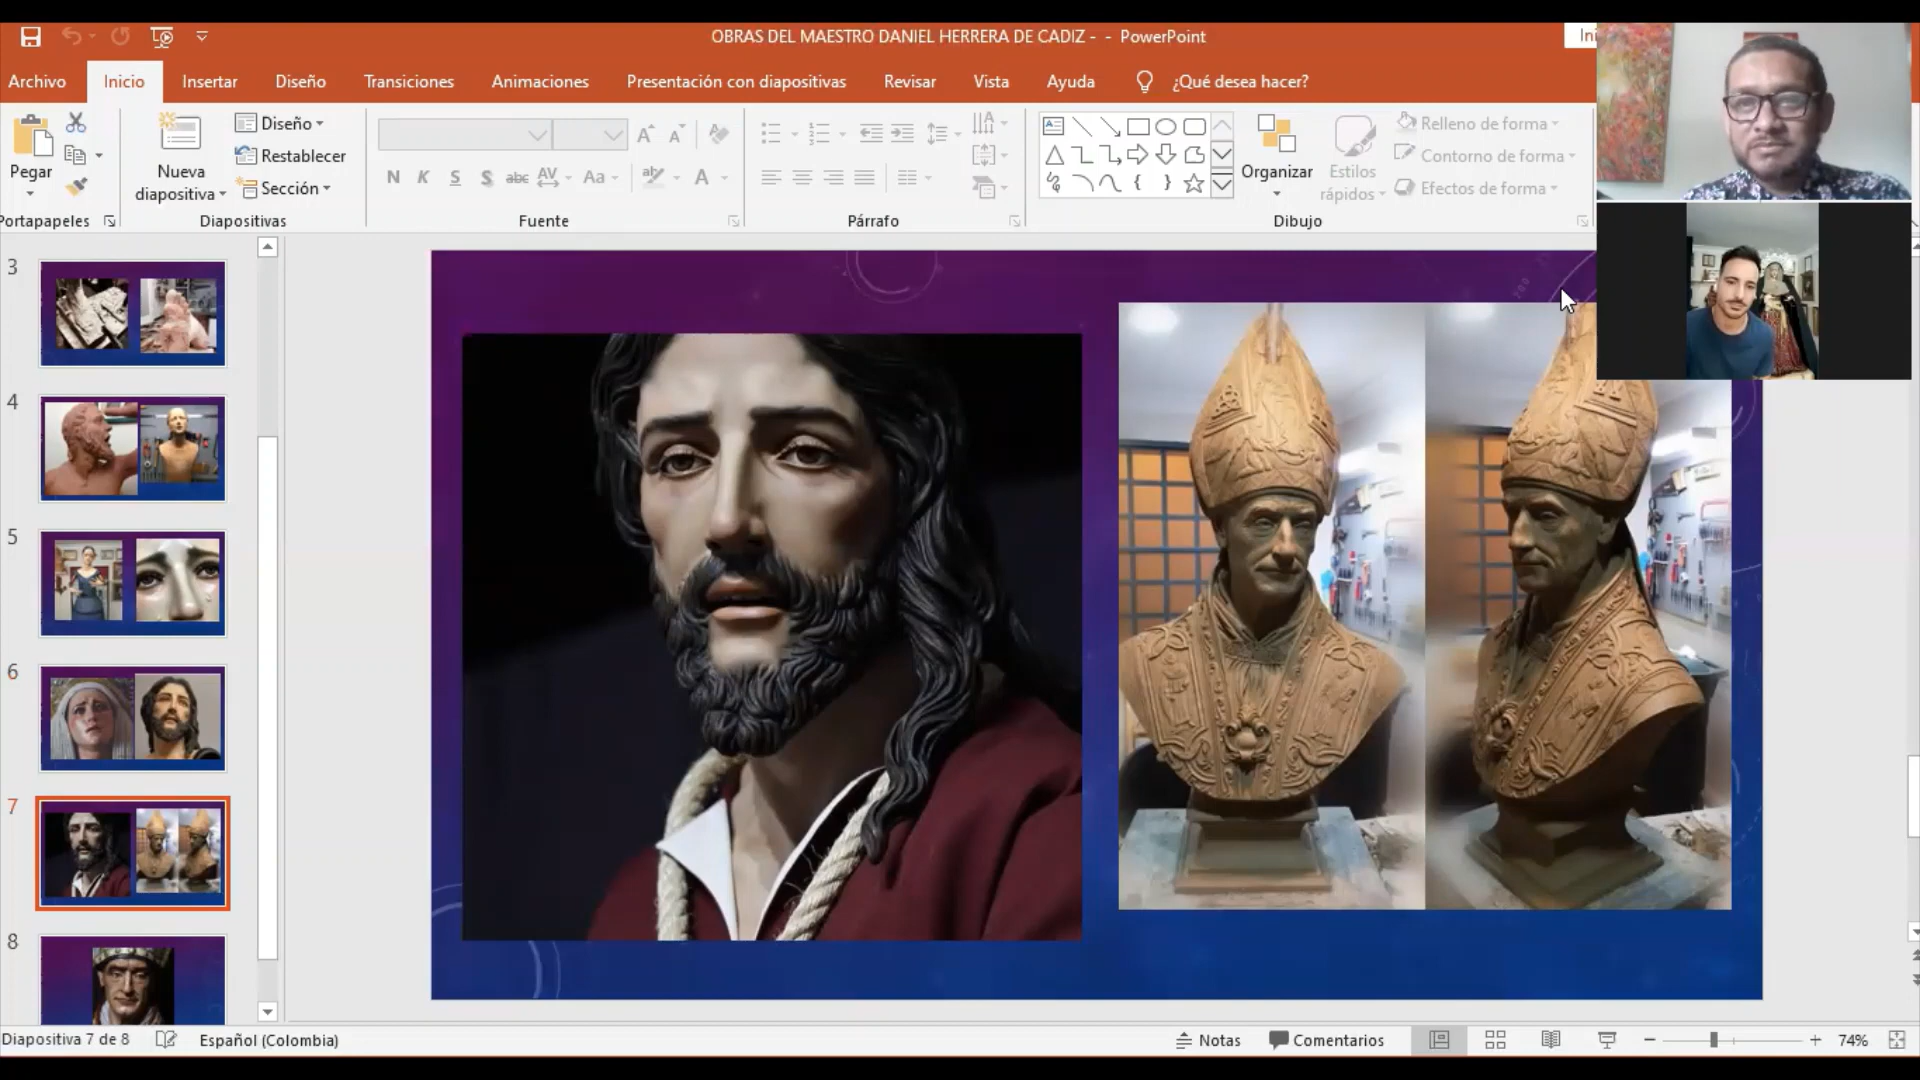 OBRAS DEL MAESTRO DANIEL HERRERA DE CADIZ - - PowerPoint
Archivo Inicio Insertar Diseño Transiciones Animaciones Presentación con diapositivas Revisar Vista Ayuda ¿Qué desea hacer?
Pegar
Portapapeles
Nueva diapositiva
Diseño
Restablecer
Sección
Diapositivas
N K S S abc AV Aa A
Fuente
Párrafo
Organizar
Estilos rápidos
Relleno de forma
Contorno de forma
Efectos de forma
Dibujo
3
4
5
6
7
8
Diapositiva 7 de 8 Español (Colombia) Notas Comentarios 74%